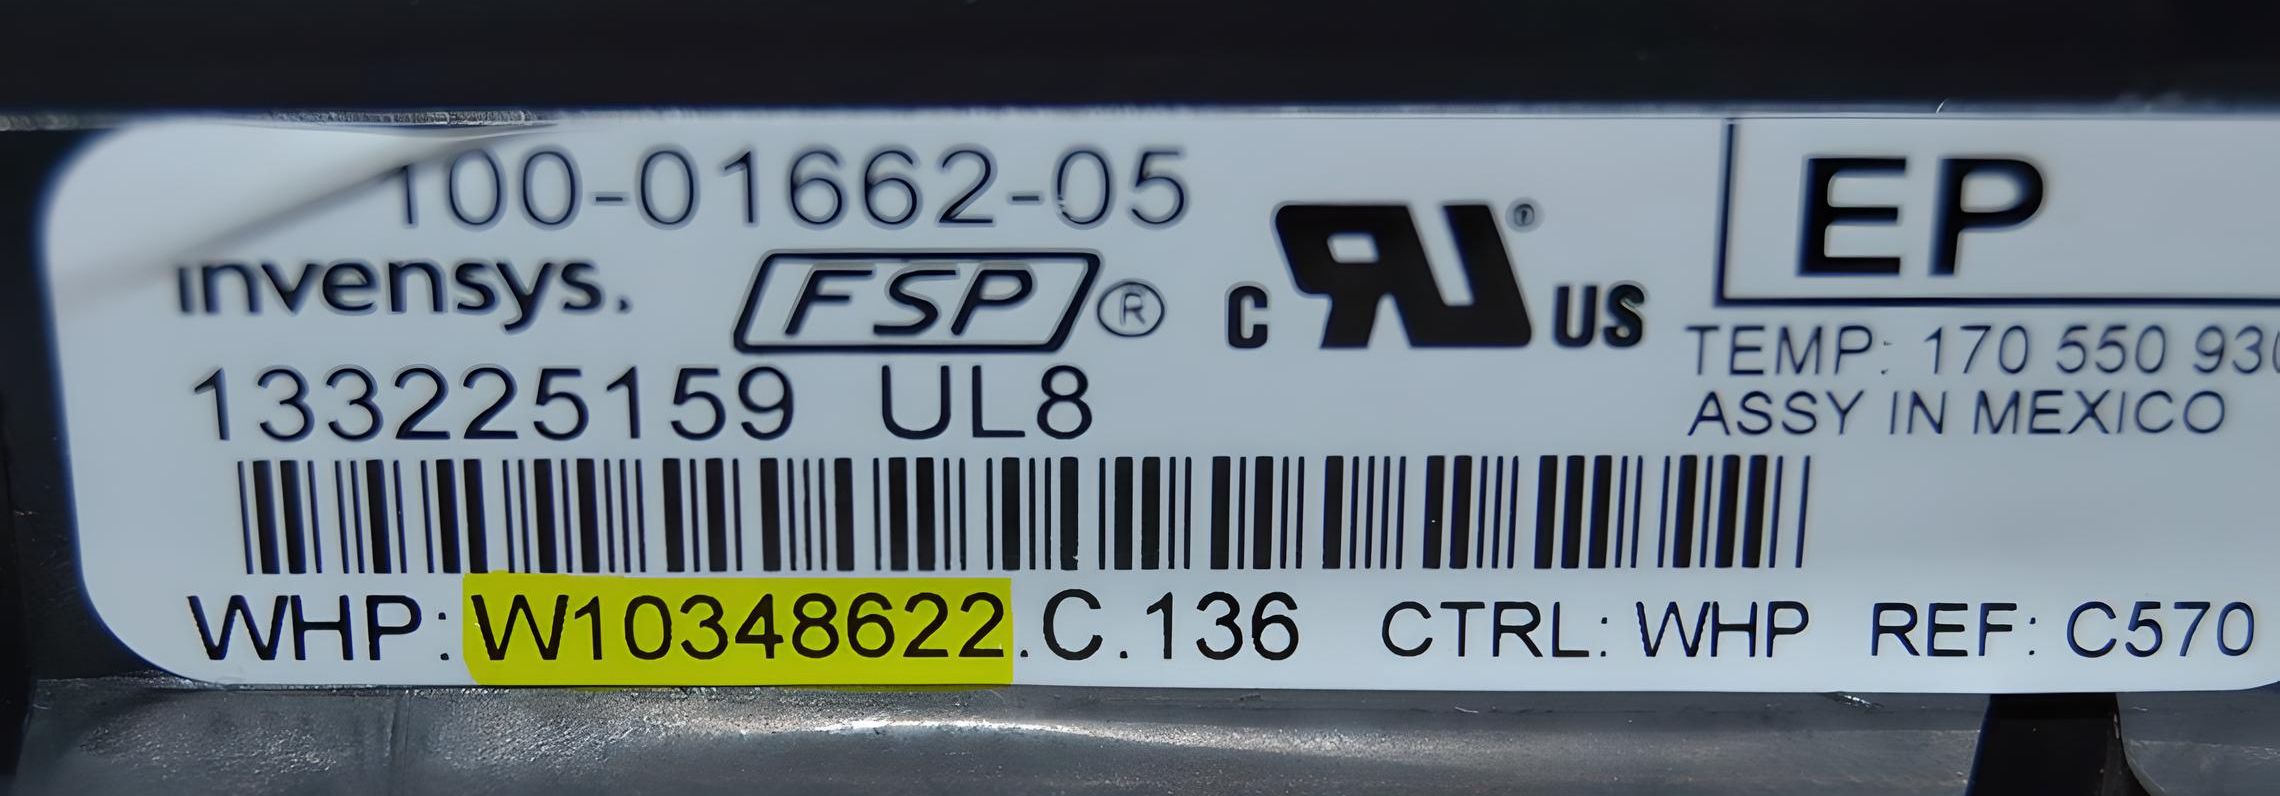 100-01662-05
invensys. FSP ® c RU ® US EP
133225159 UL8 TEMP: 170 550 930
ASSY IN MEXICO
WHP:W10348622.C.136 CTRL: WHP REF: C570